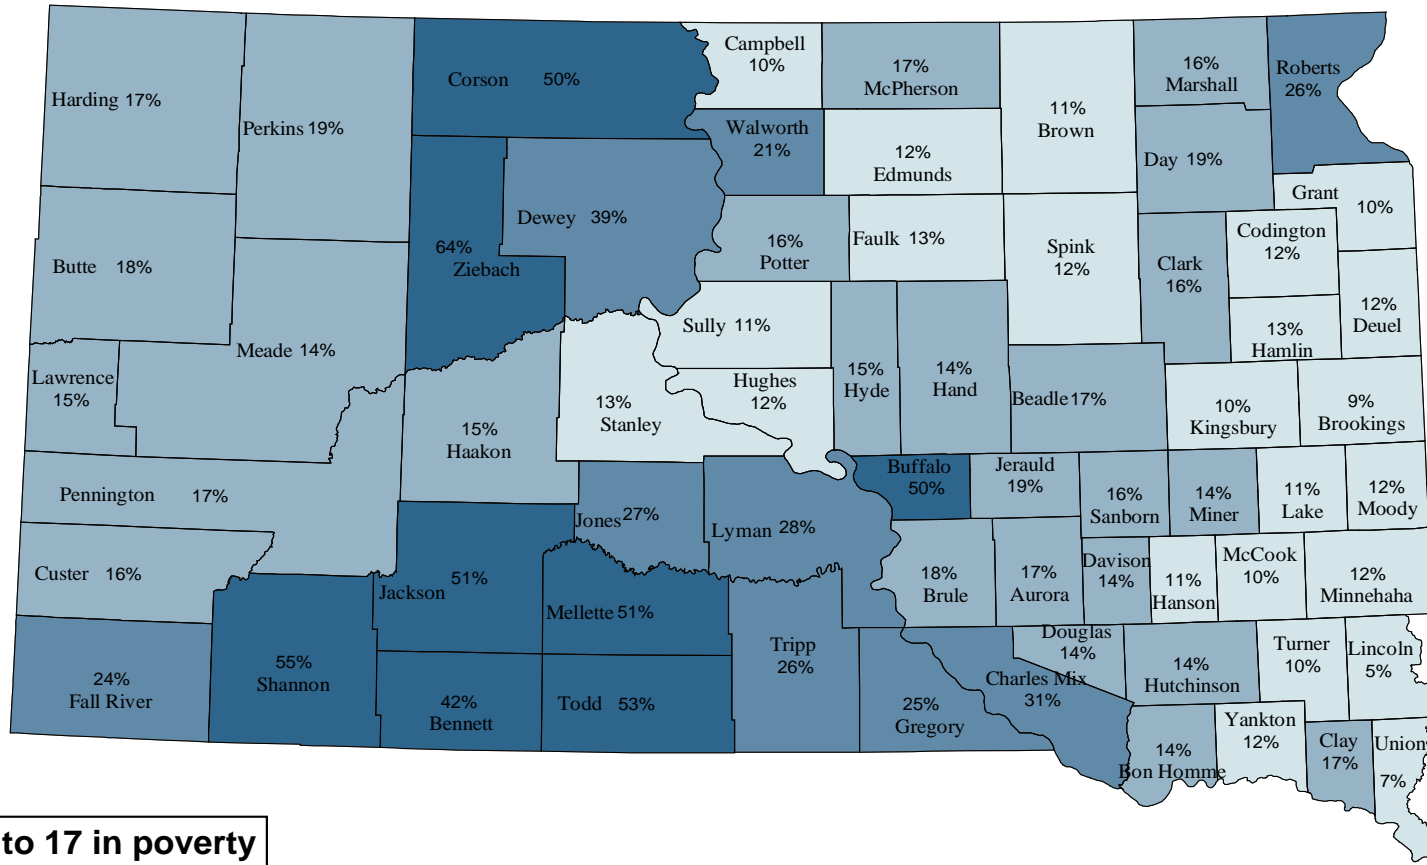 Campbell
10%
17%
McPherson
16%
Marshall
Roberts
26%
Corson 50%
Harding 17%
Perkins 19%
11%
Brown
Walworth
21%
12%
Edmunds
Day 19%
Grant
10%
Dewey 39%
64%
Ziebach
16%
Potter
Faulk 13%
Spink
12%
Codington
12%
Clark
16%
Butte 18%
12%
Deuel
Sully 11%
13%
Hamlin
Meade 14%
Lawrence
15%
15%
Hyde
14%
Hand
Hughes
12%
13%
Stanley
Beadle 17%
10%
Kingsbury
9%
Brookings
15%
Haakon
Buffalo
50%
Jerauld
19%
Pennington 17%
16%
Sanborn
14%
Miner
11%
Lake
12%
Moody
Jones 27%
Lyman 28%
Custer 16%
51%
Jackson
Mellette 51%
18%
Brule
17%
Aurora
Davison
14%
11%
Hanson
McCook
10%
12%
Minnehaha
Tripp
26%
Douglas
14%
14%
Hutchinson
Turner
10%
Lincoln
5%
24%
Fall River
55%
Shannon
42%
Bennett
Todd 53%
25%
Gregory
Charles Mix
31%
14%
Bon Homme
Yankton
12%
Clay
17%
Union
7%
to 17 in poverty